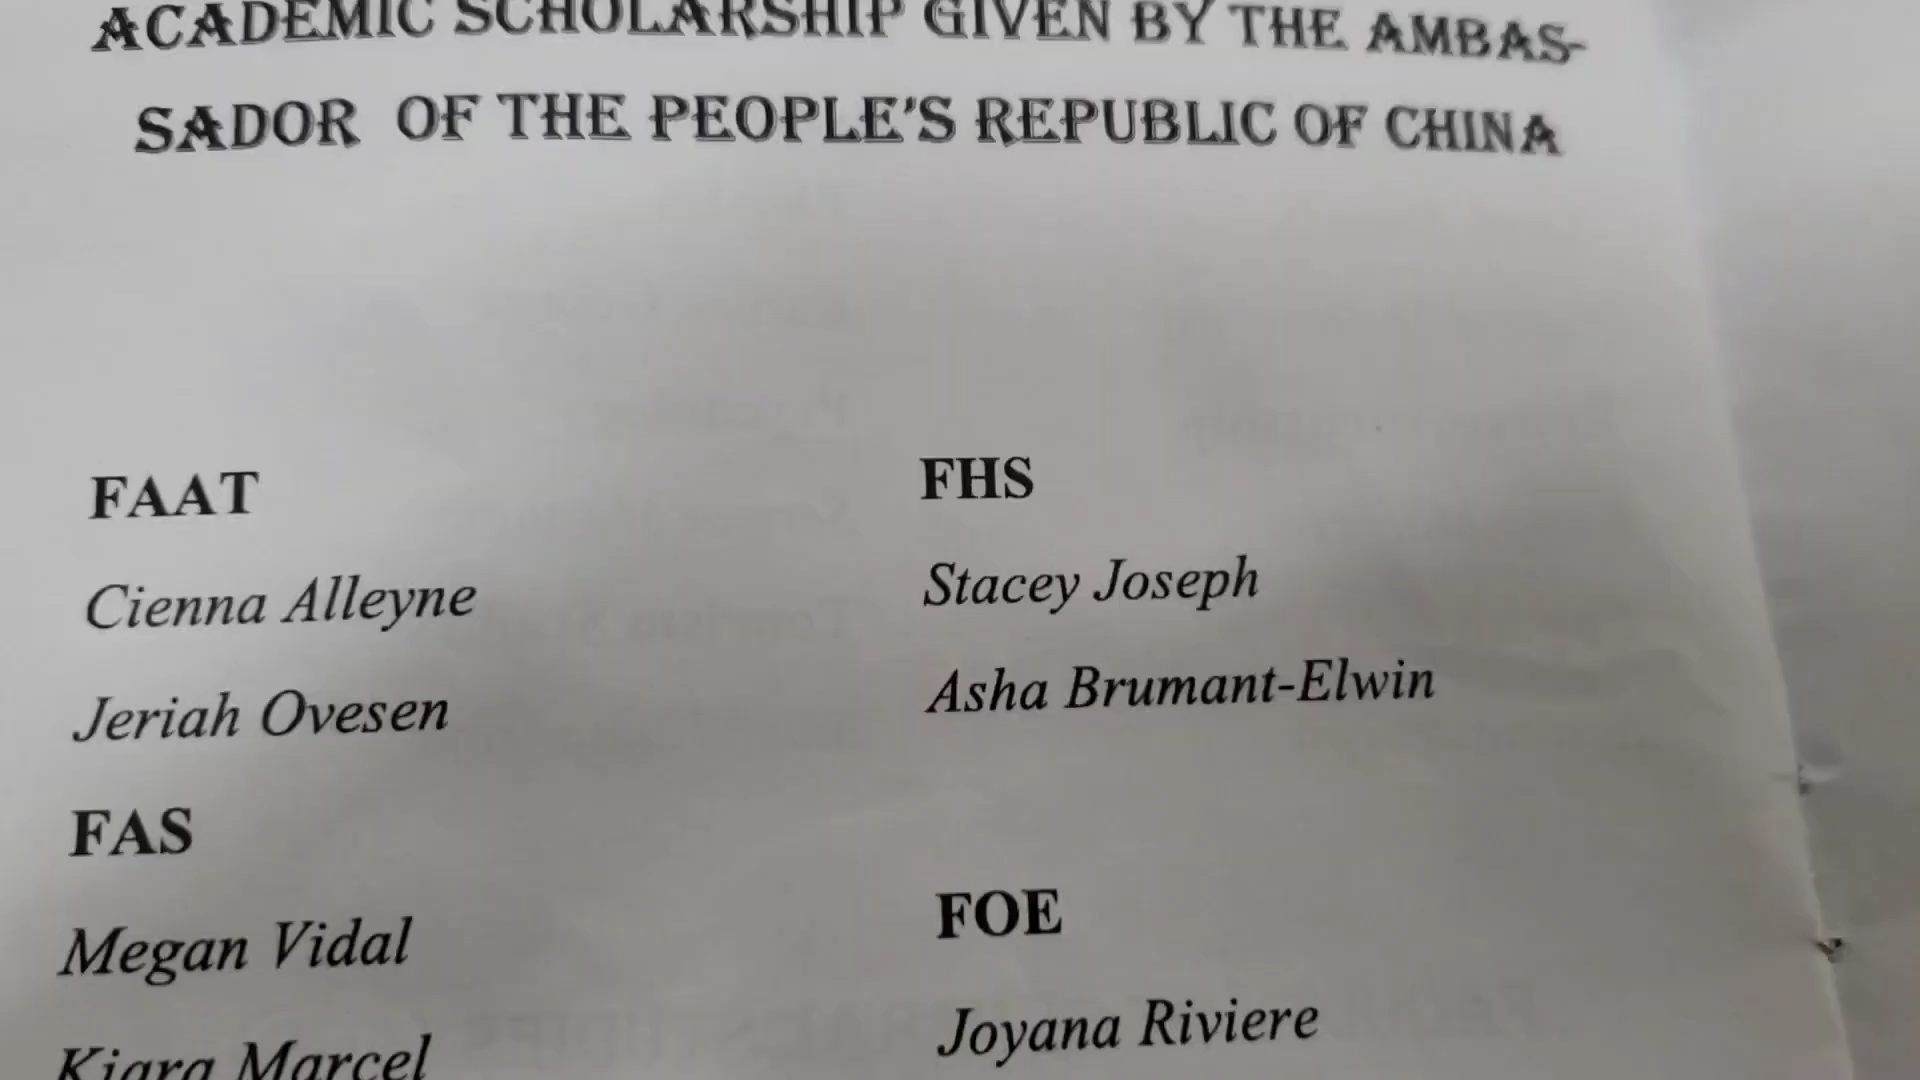 ACADEMIC SCHOLARSHIP GIVEN BY THE AMBAS-
SADOR OF THE PEOPLE'S REPUBLIC OF CHINA
FAAT
Cienna Alleyne
Jeriah Ovesen
FAS
Megan Vidal
Kiara Marcel
FHS
Stacey Joseph
Asha Brumant-Elwin
FOE
Joyana Riviere